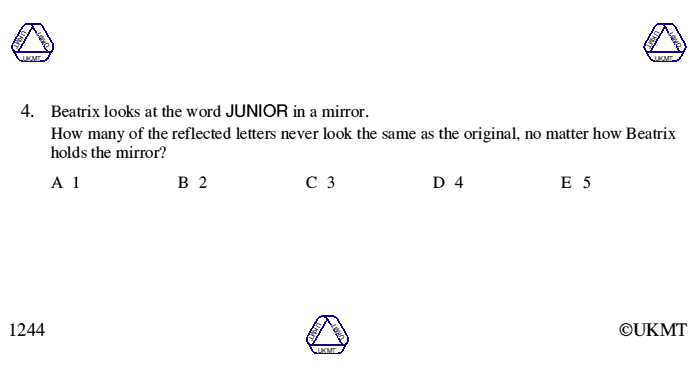 UKMT UKMT UKMT
UKMT UKMT UKMT
4. Beatrix looks at the word JUNIOR in a mirror.
How many of the reflected letters never look the same as the original, no matter how Beatrix
holds the mirror?
A 1 B 2 C 3 D 4 E 5
1244
UKMT UKMT UKMT
©UKMT